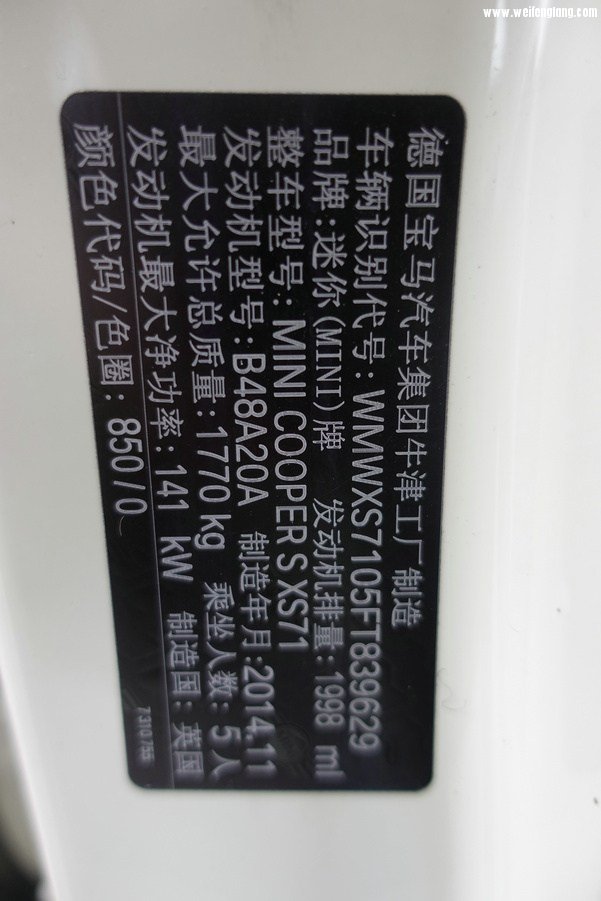 www.weifengtang.com
德国宝马汽车集团牛津工厂制造
车辆识别代号: WMWXS7105FT839629
品牌:迷你(MINI)牌 发动机排量:1998 ml
整车型号: MINI COOPER S XS71
发动机型号: B48A20A 制造年月:2014.11
最大允许总质量: 1770 kg 乘坐人数: 5人
发动机最大净功率: 141 kW 制造国: 英国
颜色代码/色圈: 850/0
7310755